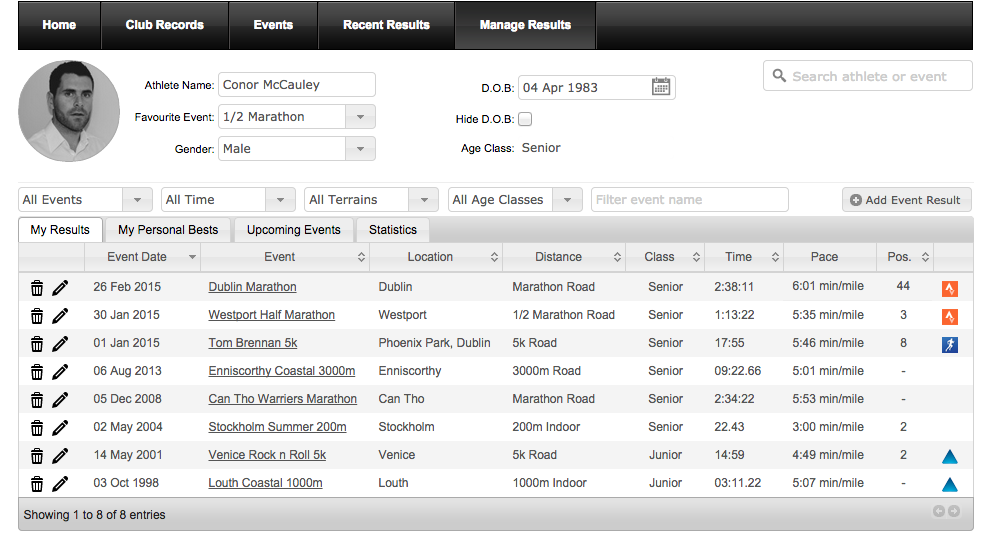 Home Club Records Events Recent Results Manage Results
Athlete Name: Conor McCauley D.O.B: 04 Apr 1983 Search athlete or event
Favourite Event: 1/2 Marathon Hide D.O.B:
Gender: Male Age Class: Senior
All Events All Time All Terrains All Age Classes Filter event name Add Event Result
My Results My Personal Bests Upcoming Events Statistics
Event Date Event Location Distance Class Time Pace Pos.
26 Feb 2015 Dublin Marathon Dublin Marathon Road Senior 2:38:11 6:01 min/mile 44
30 Jan 2015 Westport Half Marathon Westport 1/2 Marathon Road Senior 1:13:22 5:35 min/mile 3
01 Jan 2015 Tom Brennan 5k Phoenix Park, Dublin 5k Road Senior 17:55 5:46 min/mile 8
06 Aug 2013 Enniscorthy Coastal 3000m Enniscorthy 3000m Road Senior 09:22.66 5:01 min/mile -
05 Dec 2008 Can Tho Warriers Marathon Can Tho Marathon Road Senior 2:34:22 5:53 min/mile -
02 May 2004 Stockholm Summer 200m Stockholm 200m Indoor Senior 22.43 3:00 min/mile 2
14 May 2001 Venice Rock n Roll 5k Venice 5k Road Junior 14:59 4:49 min/mile 2
03 Oct 1998 Louth Coastal 1000m Louth 1000m Indoor Junior 03:11.22 5:07 min/mile -
Showing 1 to 8 of 8 entries